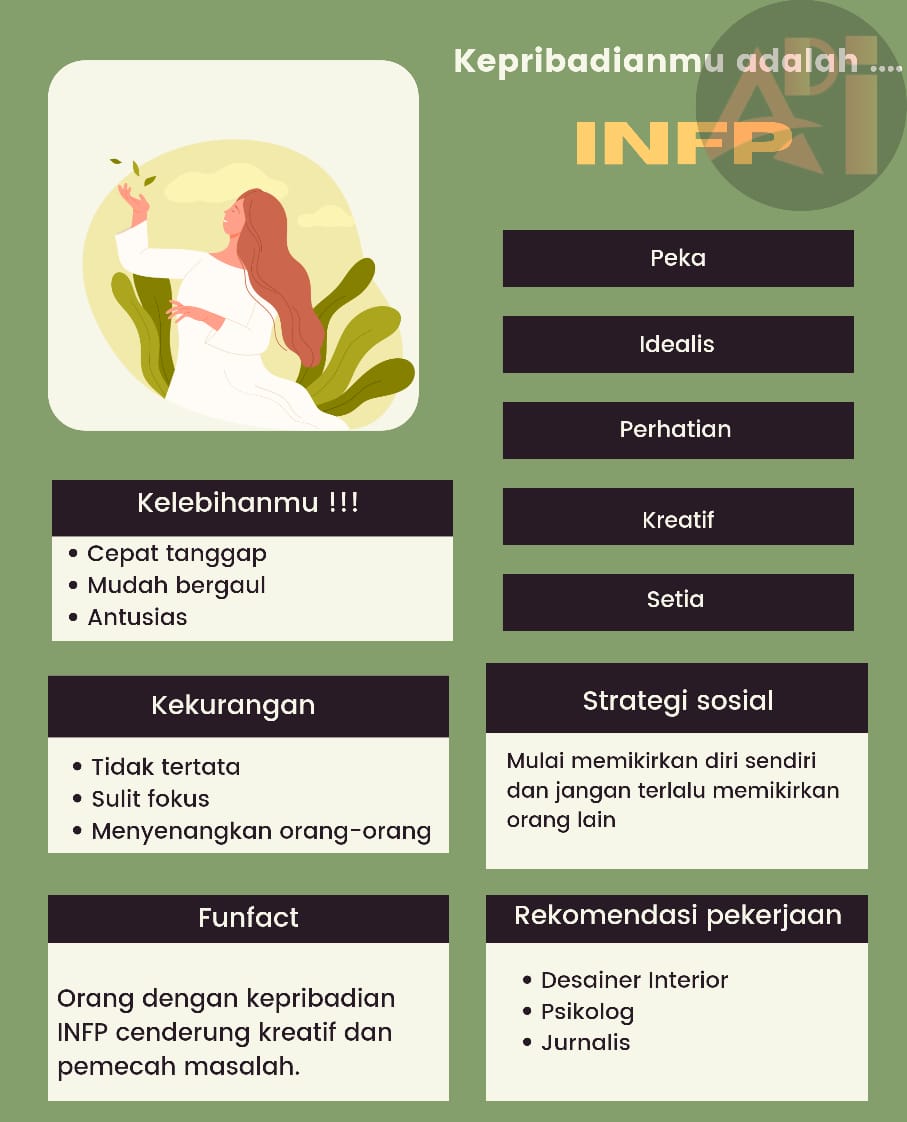 Kepribadianmu adalah ....
INFP
ADI
Peka
Idealis
Perhatian
Kreatif
Setia
Kelebihanmu !!!
• Cepat tanggap
• Mudah bergaul
• Antusias
Kekurangan
• Tidak tertata
• Sulit fokus
• Menyenangkan orang-orang
Strategi sosial
Mulai memikirkan diri sendiri
dan jangan terlalu memikirkan
orang lain
Funfact
Orang dengan kepribadian
INFP cenderung kreatif dan
pemecah masalah.
Rekomendasi pekerjaan
• Desainer Interior
• Psikolog
• Jurnalis